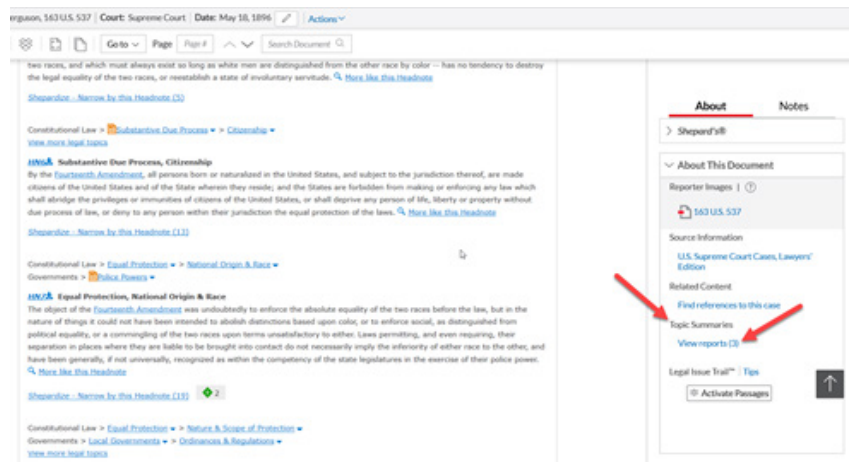 erguson, 163 U.S. 537 Court: Supreme Court Date: May 18, 1896 Actions
Go to Page Page # Search Document
two races, and which must always exist so long as white men are distinguished from the other race by color -- has no tendency to destroy
the legal equality of the two races, or reestablish a state of involuntary servitude. More like this Headnote
Shepardize - Narrow by this Headnote (5)
Constitutional Law > Substantive Due Process > Citizenship
View more legal topics
HN6 Substantive Due Process, Citizenship
By the Fourteenth Amendment, all persons born or naturalized in the United States, and subject to the jurisdiction thereof, are made
citizens of the United States and of the State wherein they reside; and the States are forbidden from making or enforcing any law which
shall abridge the privileges or immunities of citizens of the United States, or shall deprive any person of life, liberty or property without
due process of law, or deny to any person within their jurisdiction the equal protection of the laws. More like this Headnote
Shepardize - Narrow by this Headnote (13)
Constitutional Law > Equal Protection > National Origin & Race
Governments > Police Powers
HN7 Equal Protection, National Origin & Race
The object of the Fourteenth Amendment was undoubtedly to enforce the absolute equality of the two races before the law, but in the
nature of things it could not have been intended to abolish distinctions based upon color, or to enforce social, as distinguished from
political equality, or a commingling of the two races upon terms unsatisfactory to either. Laws permitting, and even requiring, their
separation in places where they are liable to be brought into contact do not necessarily imply the inferiority of either race to the other, and
have been generally, if not universally, recognized as within the competency of the state legislatures in the exercise of their police power.
More like this Headnote
Shepardize - Narrow by this Headnote (19) 2
Constitutional Law > Equal Protection > Nature & Scope of Protection
Governments > Local Governments > Ordinances & Regulations
View more legal topics
About Notes
Shepard's®
About This Document
Reporter Images |
163 U.S. 537
Source Information
U.S. Supreme Court Cases, Lawyers'
Edition
Related Content
Find references to this case
Topic Summaries
View reports (3)
Legal Issue Trail™ Tips
Activate Passages